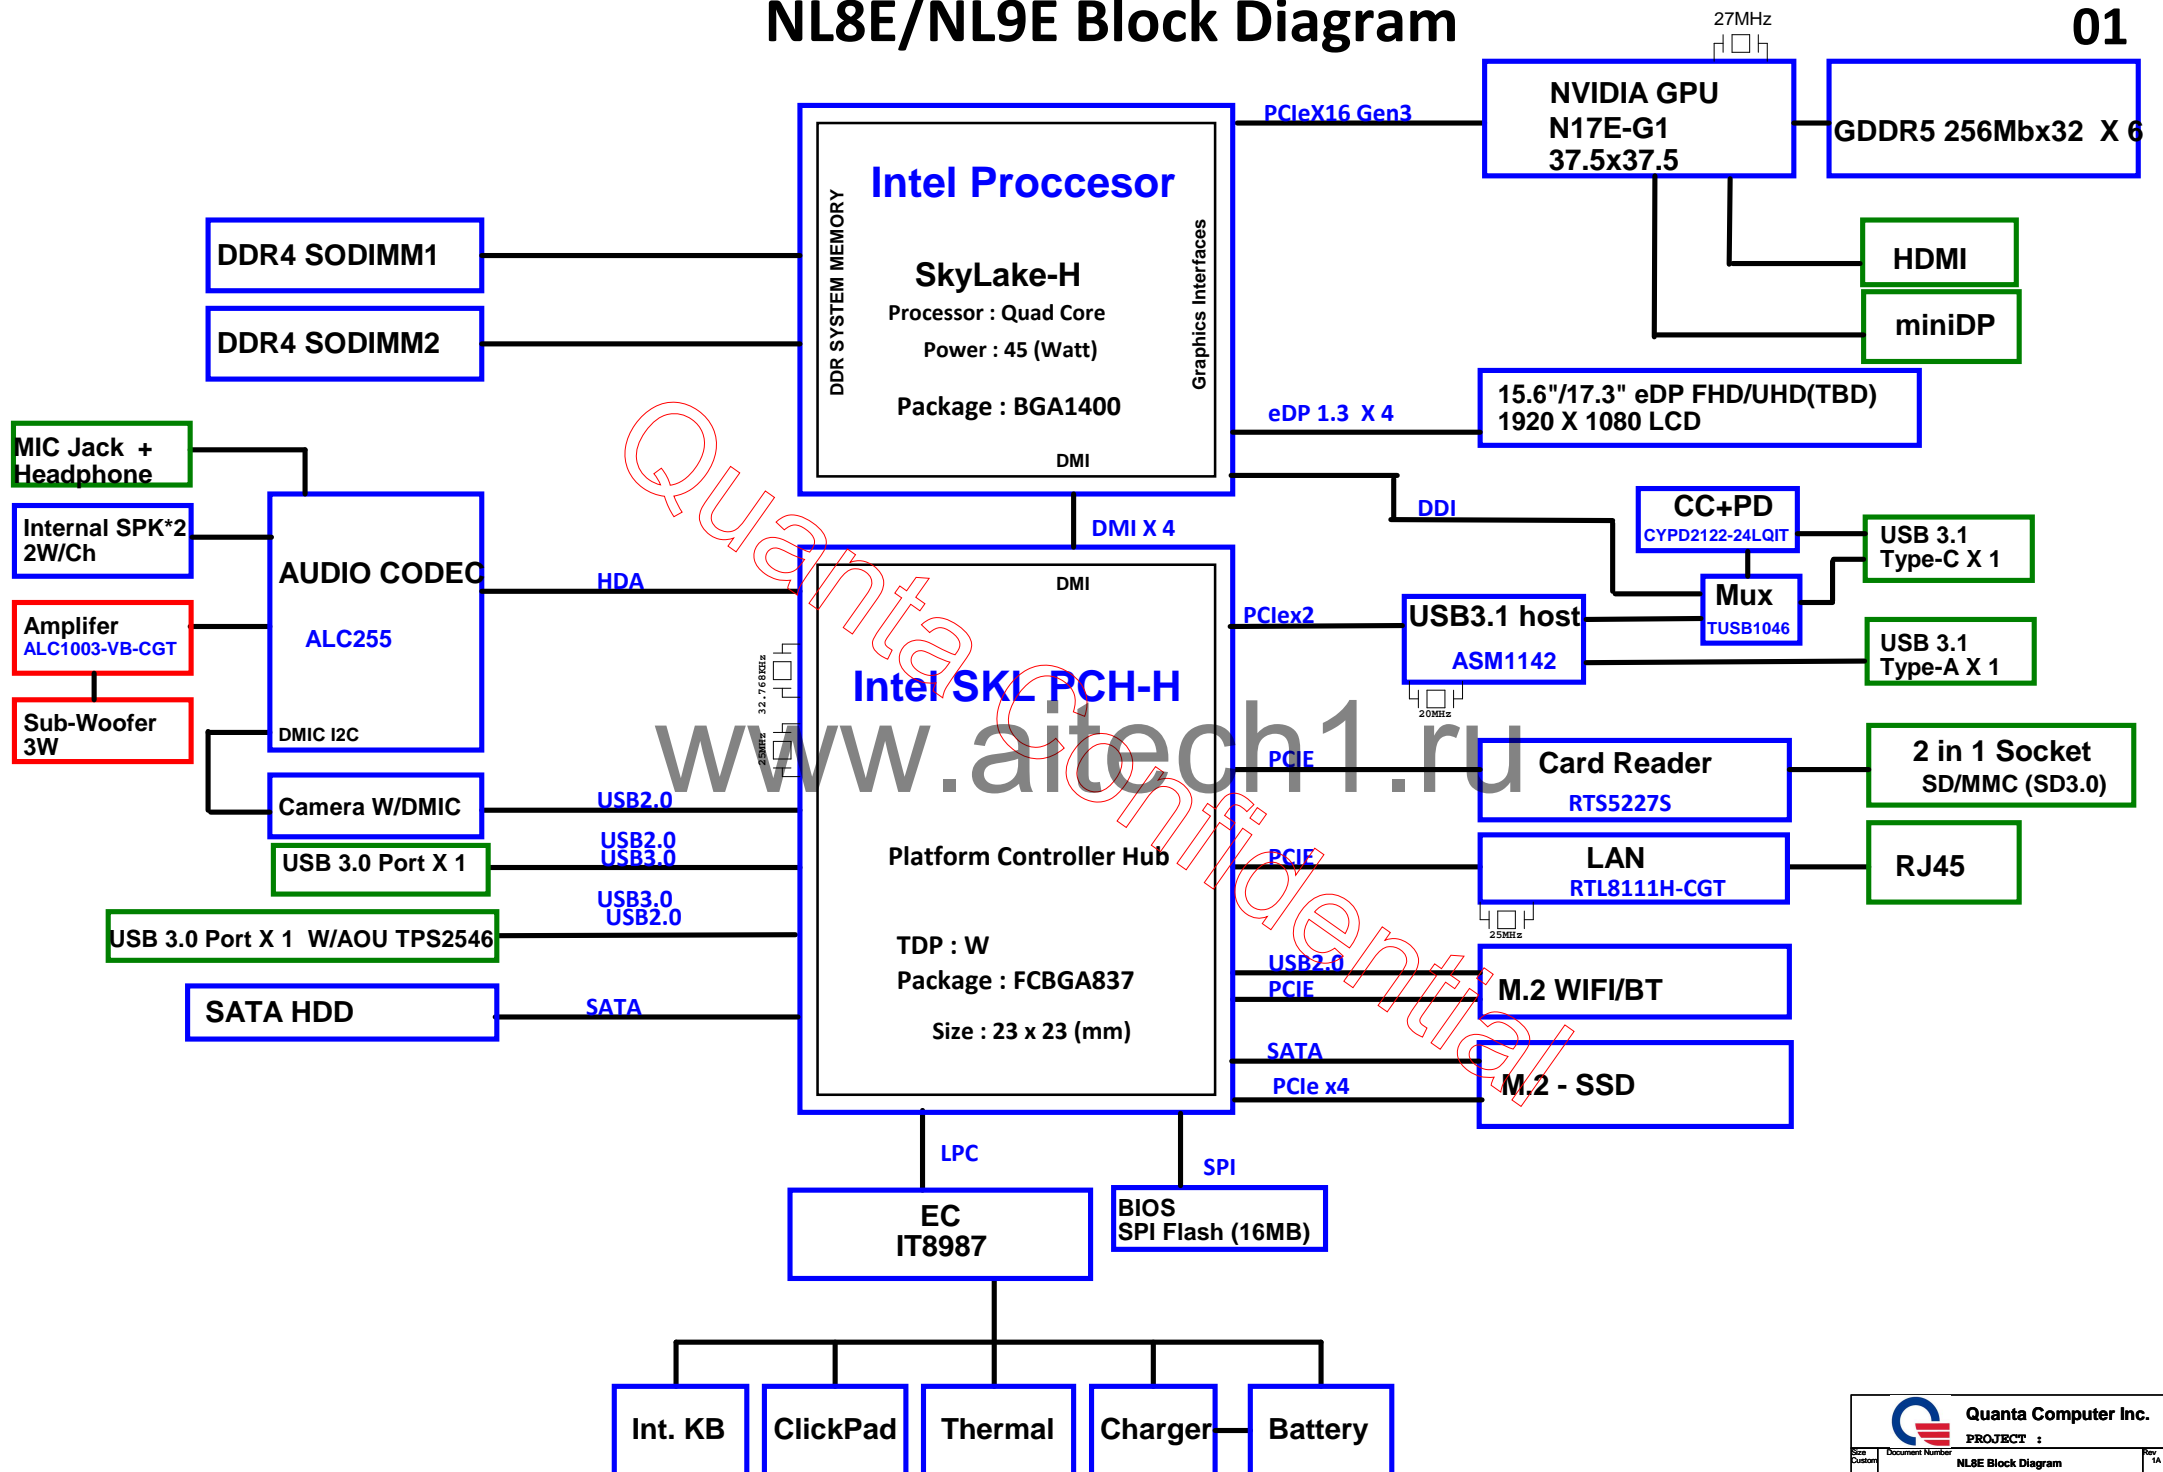 NL8E/NL9E Block Diagram
01
27MHz
NVIDIA GPU
N17E-G1
37.5x37.5
GDDR5 256Mbx32 X 6
PCIeX16 Gen3
Intel Proccesor
DDR SYSTEM MEMORY
Graphics Interfaces
SkyLake-H
Processor : Quad Core
Power : 45 (Watt)
Package : BGA1400
DMI
DDR4 SODIMM1
DDR4 SODIMM2
HDMI
miniDP
eDP 1.3 X 4
15.6"/17.3" eDP FHD/UHD(TBD)
1920 X 1080 LCD
MIC Jack +
Headphone
Internal SPK*2
2W/Ch
Amplifer
ALC1003-VB-CGT
Sub-Woofer
3W
AUDIO CODEC
ALC255
DMIC I2C
HDA
Camera W/DMIC
USB2.0
USB 3.0 Port X 1
USB2.0
USB3.0
USB 3.0 Port X 1 W/AOU TPS2546
USB3.0
USB2.0
SATA HDD
SATA
DMI X 4
DMI
32.768KHz
25MHz
Intel SKL PCH-H
Platform Controller Hub
TDP : W
Package : FCBGA837
Size : 23 x 23 (mm)
DDI
CC+PD
CYPD2122-24LQIT
USB 3.1
Type-C X 1
Mux
TUSB1046
PCIex2
USB3.1 host
ASM1142
20MHz
USB 3.1
Type-A X 1
PCIE
Card Reader
RTS5227S
2 in 1 Socket
SD/MMC (SD3.0)
PCIE
LAN
RTL8111H-CGT
25MHz
RJ45
USB2.0
PCIE
M.2 WIFI/BT
SATA
PCIe x4
M.2 - SSD
LPC
SPI
EC
IT8987
BIOS
SPI Flash (16MB)
Int. KB
ClickPad
Thermal
Charger
Battery
Quanta Confidential
www.aitech1.ru
Quanta Computer Inc.
PROJECT :
Size
Custom
Document Number
NL8E Block Diagram
Rev
1A